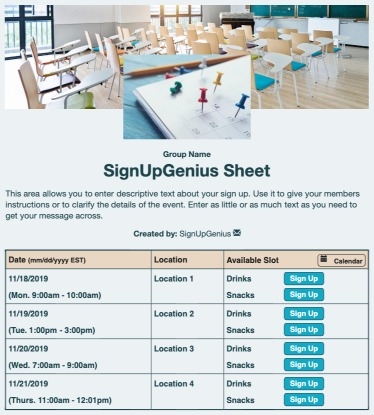 Group Name
SignUpGenius Sheet
This area allows you to enter descriptive text about your sign up. Use it to give your members
instructions or to clarify the details of the event. Enter as little or as much text as you need to
get your message across.
Created by: SignUpGenius
Date (mm/dd/yyyy EST) Location Available Slot Calendar
11/18/2019 Location 1 Drinks Sign Up
(Mon. 9:00am - 10:00am) Snacks Sign Up
11/19/2019 Location 2 Drinks Sign Up
(Tue. 1:00pm - 3:00pm) Snacks Sign Up
11/20/2019 Location 3 Drinks Sign Up
(Wed. 7:00am - 9:00am) Snacks Sign Up
11/21/2019 Location 4 Drinks Sign Up
(Thurs. 11:00am - 12:01pm) Snacks Sign Up